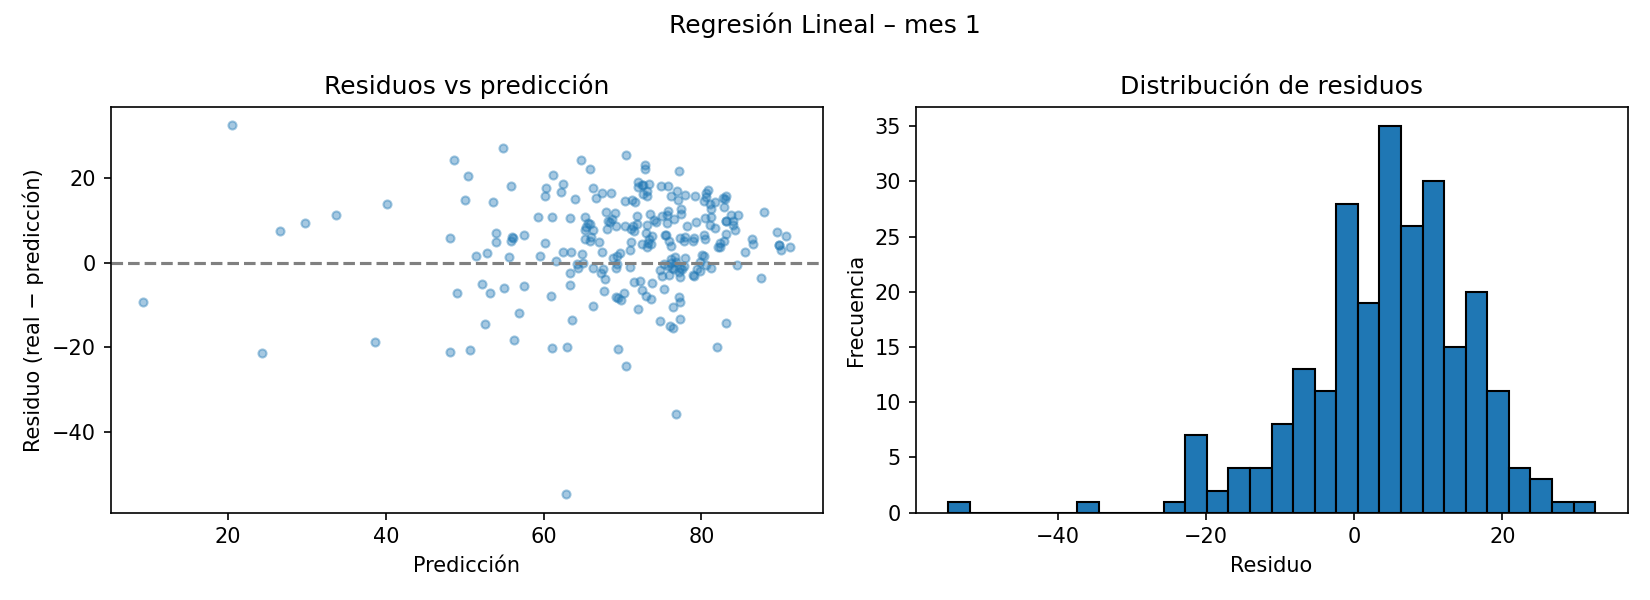 Regresión Lineal – mes 1
Residuos vs predicción
Residuo (real − predicción)
20
0
−20
−40
20
40
60
80
Predicción
Distribución de residuos
Frecuencia
35
30
25
20
15
10
5
0
−40
−20
0
20
Residuo